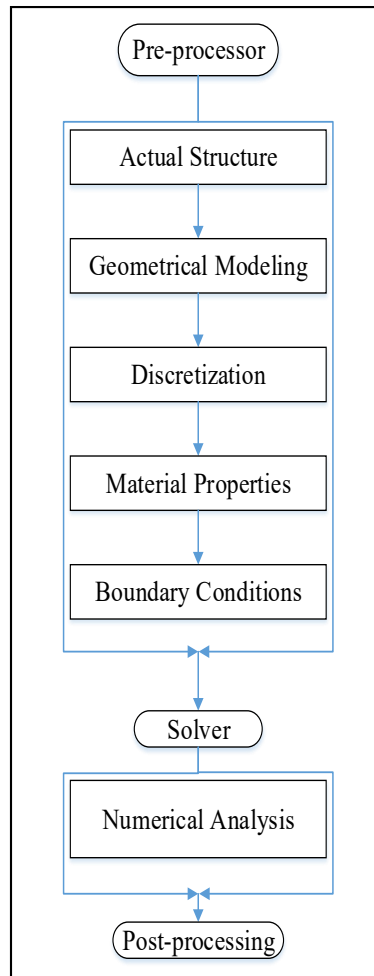 Pre-processor
Actual Structure
Geometrical Modeling
Discretization
Material Properties
Boundary Conditions
Solver
Numerical Analysis
Post-processing